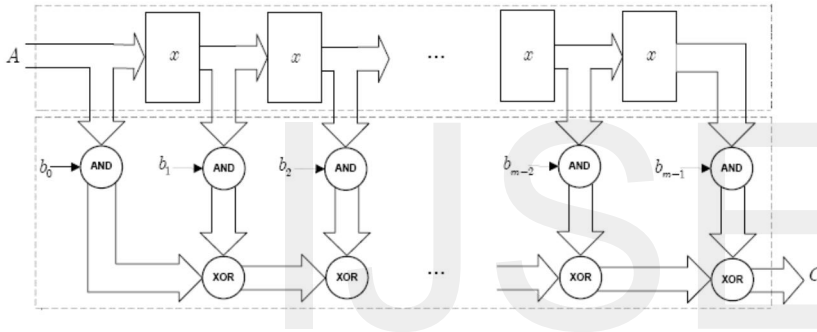 A x x ... x x
b0 AND b1 AND b2 AND bm-2 AND bm-1 AND
XOR XOR ... XOR XOR C
IJSE